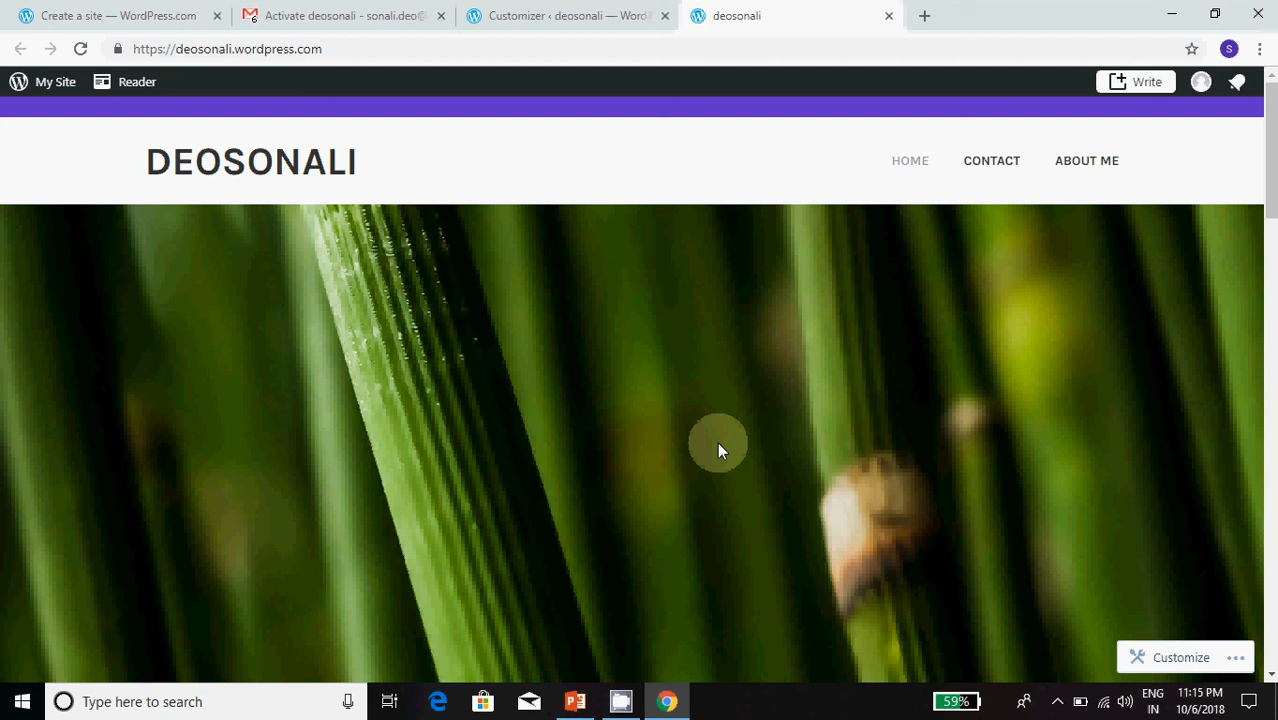 Create a site — WordPress.com
Activate deosonali - sonali.deo@
Customizer ‹ deosonali — Word
deosonali
https://deosonali.wordpress.com
S
My Site
Reader
Write
DEOSONALI
HOME
CONTACT
ABOUT ME
Customize
Type here to search
59%
ENG
IN
11:15 PM
10/6/2018